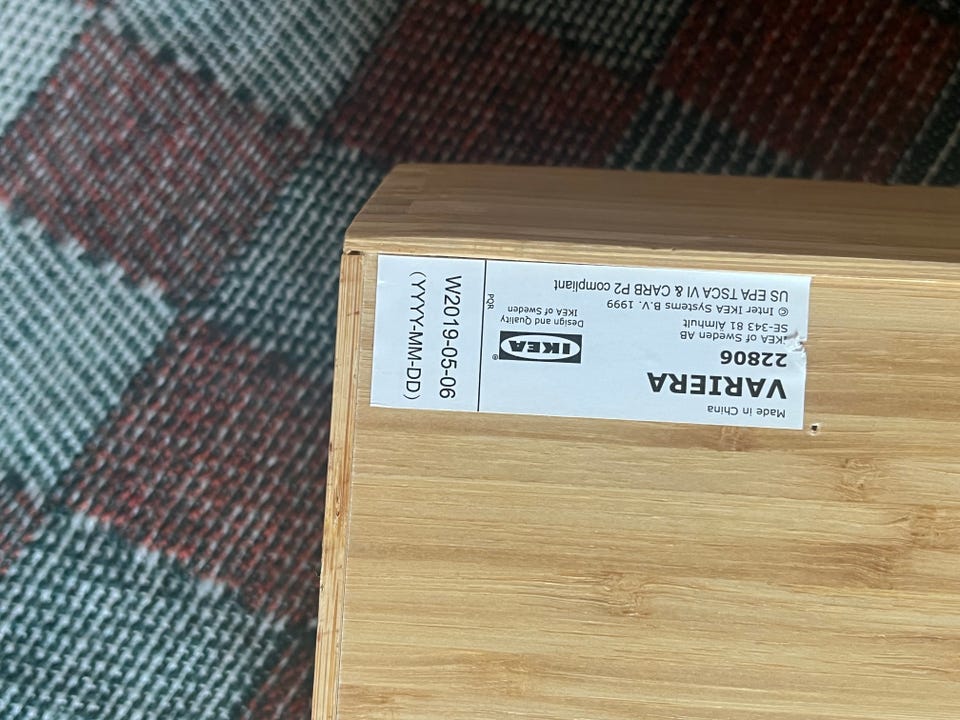 Made in China
VARIERA
22806
IKEA of Sweden AB
SE-343 81 Älmhult
© Inter IKEA Systems B.V. 1999
US EPA TSCA VI & CARB P2 compliant
IKEA®
Design and Quality
IKEA of Sweden
PQR
W2019-05-06
(YYYY-MM-DD)